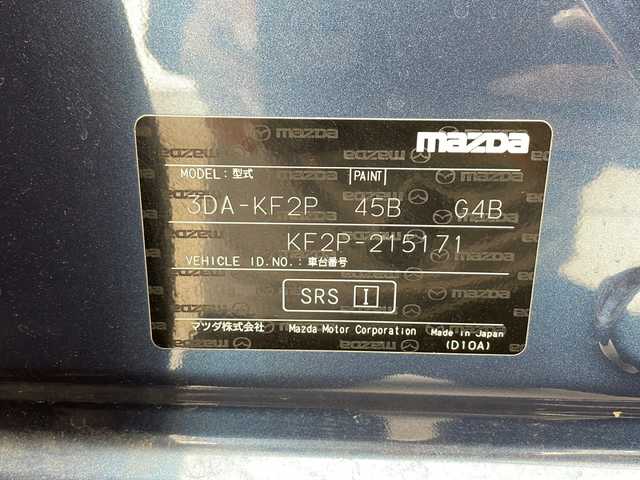 mazda
MODEL:型式 PAINT
3DA-KF2P 45B G4B
KF2P-215171
VEHICLE ID.NO.:車台番号
SRS I
マツダ株式会社 Mazda Motor Corporation Made in Japan
(D10A)